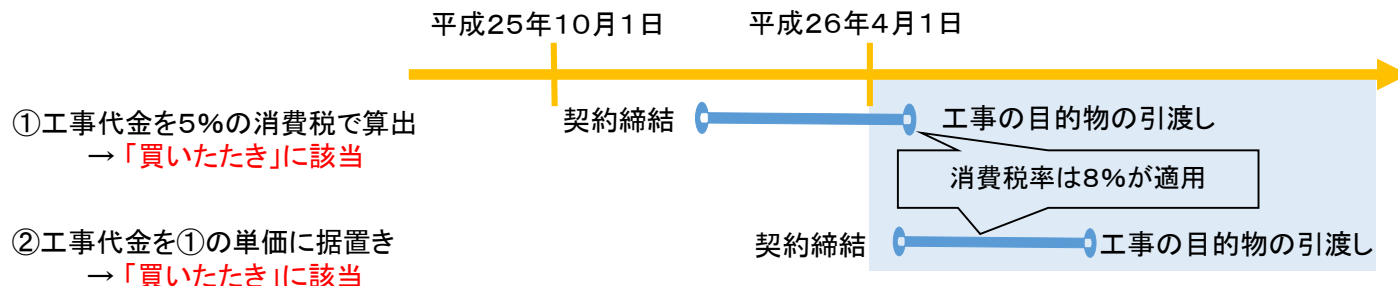 平成25年10月1日
平成26年4月1日
①工事代金を5%の消費税で算出
→「買いたたき」に該当
契約締結
工事の目的物の引渡し
消費税率は8%が適用
②工事代金を①の単価に据置き
→「買いたたき」に該当
契約締結
工事の目的物の引渡し